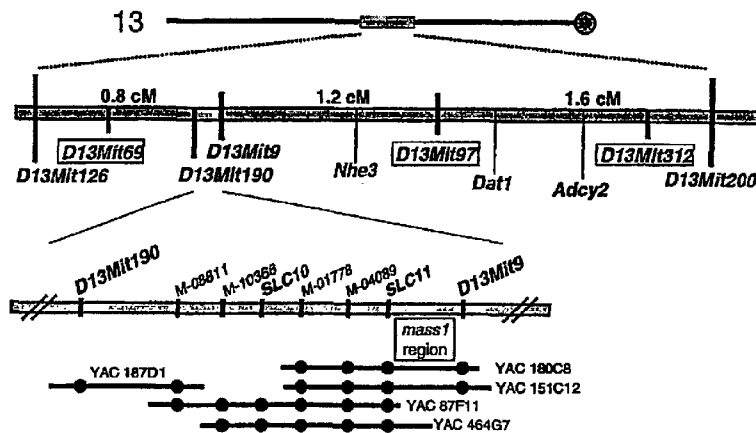 13
0.8 cM 1.2 cM 1.6 cM
D13Mit69 D13Mit9 Nhe3 D13Mit97 D13Mit312
D13Mit126 D13Mit190 Dat1 Adcy2 D13Mit200
D13Mit190 M-08811 M-10368 SLC10 M-01778 M-04089 SLC11 D13Mit9
mass1
region
YAC 180C8
YAC 187D1
YAC 151C12
YAC 87F11
YAC 464G7